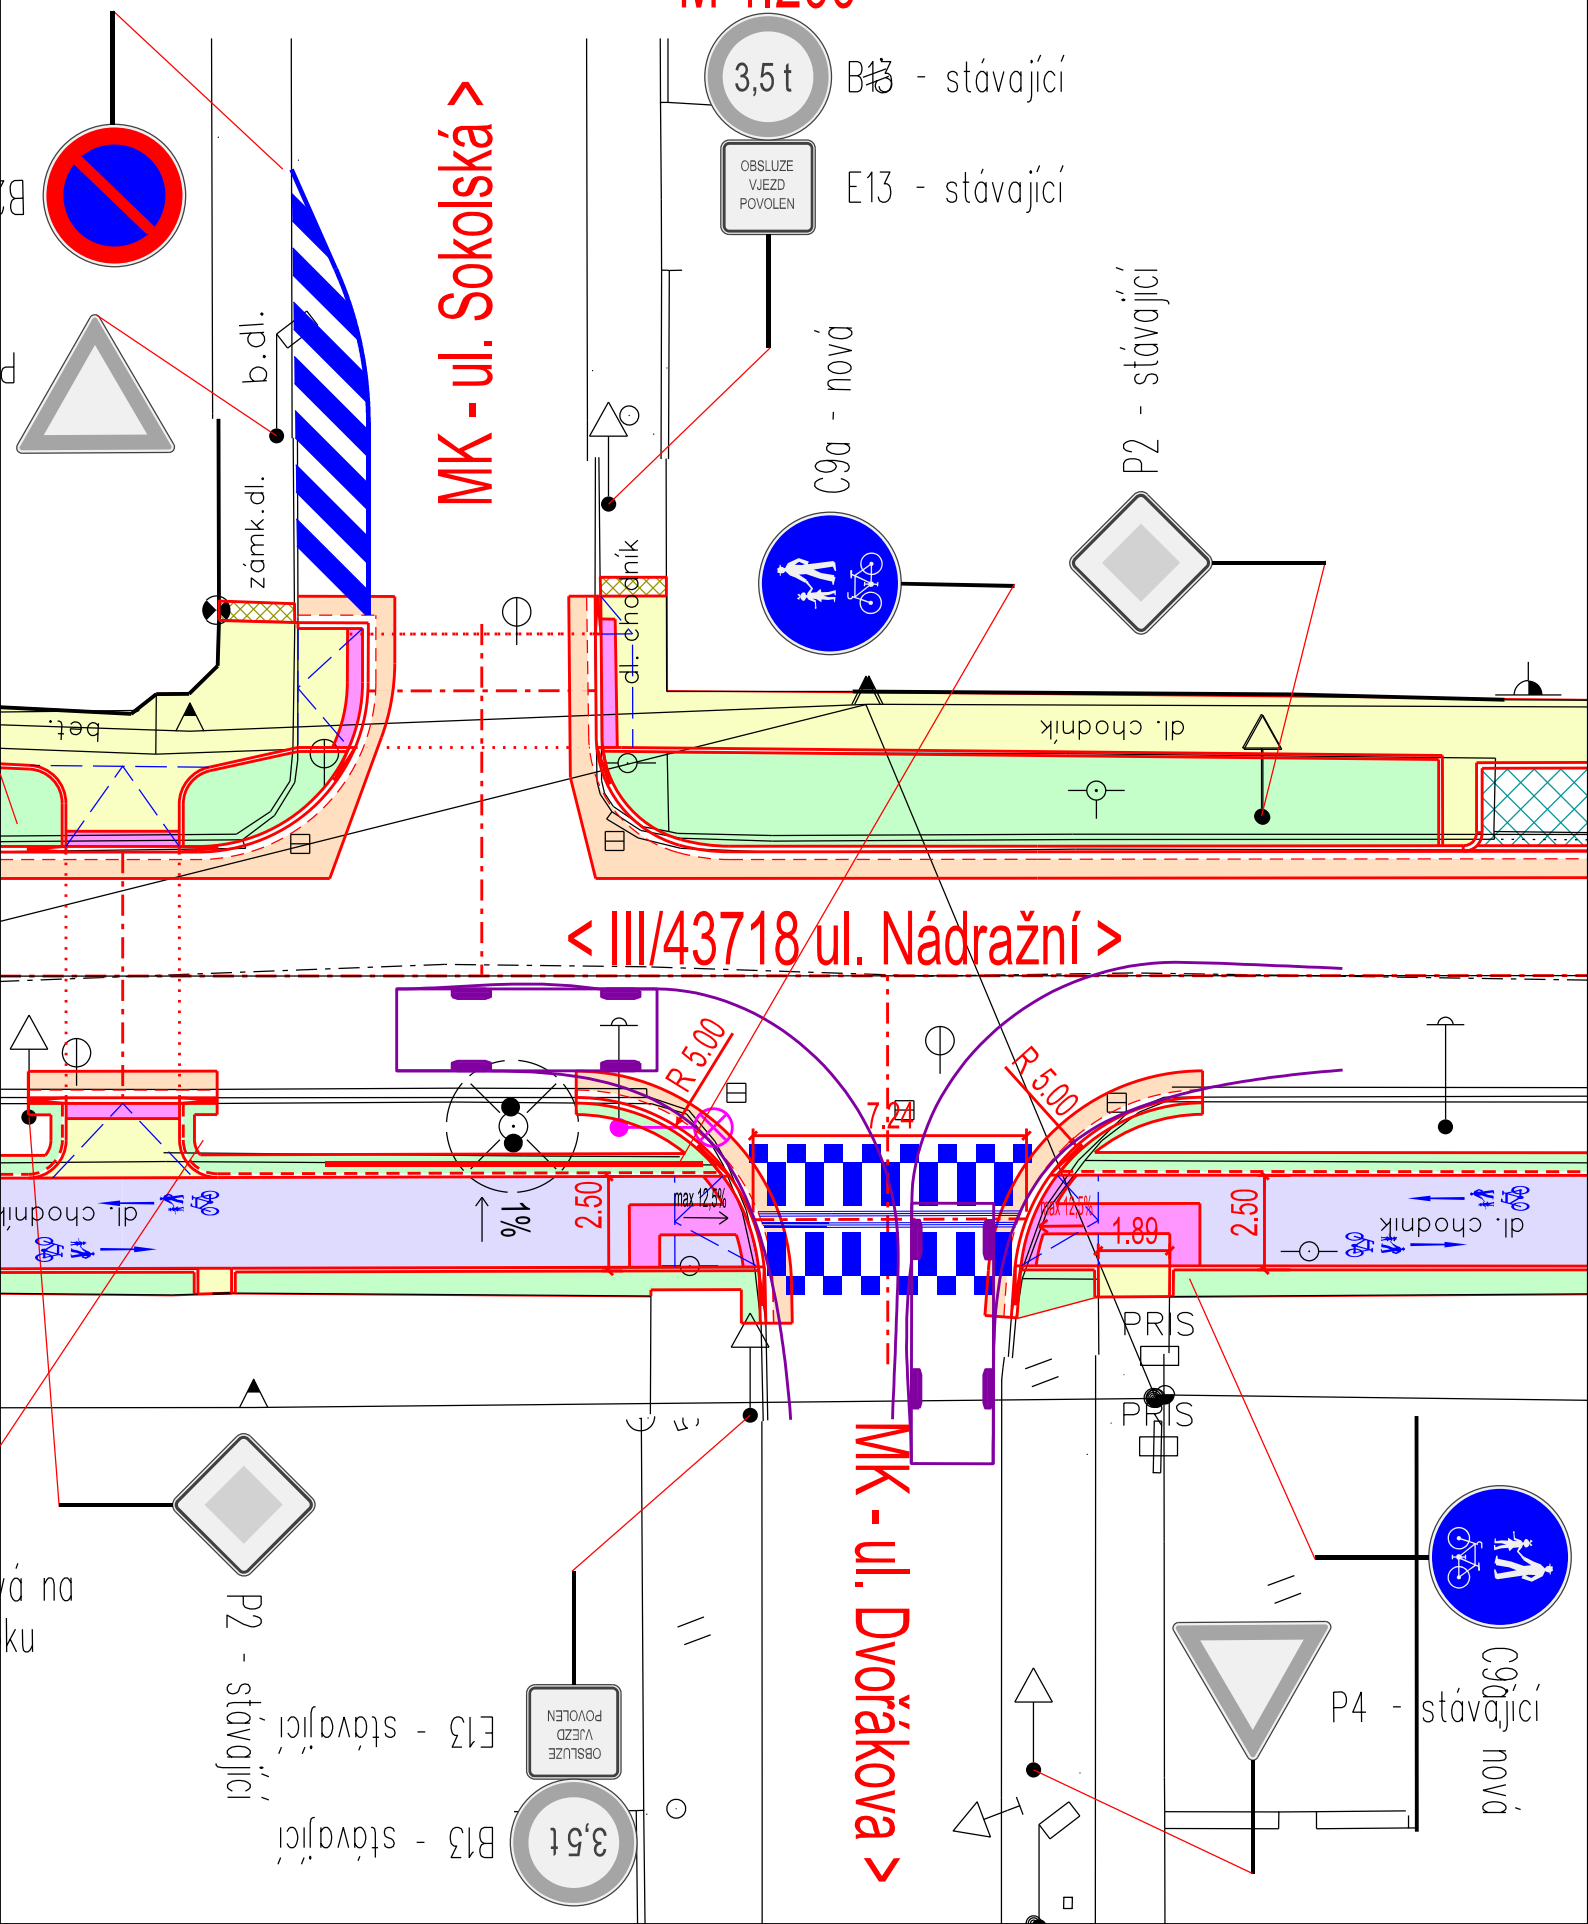 3,5 t
B13 - stávající
OBSLUZE
VJEZD
POVOLEN
E13 - stávající
MK - ul. Sokolská >
b.dl.
zámk.dl.
C9a - nová
P2 - stávající
dl. chodník
bet.
dl. chodník
< III/43718 ul. Nádražní >
R 5.00
R 5.00
7.24
2.50
max 12,5%
1%
max 12,5%
1.89
2.50
dl. chodník
dl. chodník
PRIS
PRIS
MK - ul. Dvořákova >
P2 - stávající
vá na
ku
E13 - stávající
OBSLUZE
VJEZD
POVOLEN
B13 - stávající
3,5 t
P4 - stávající
C9a, nová